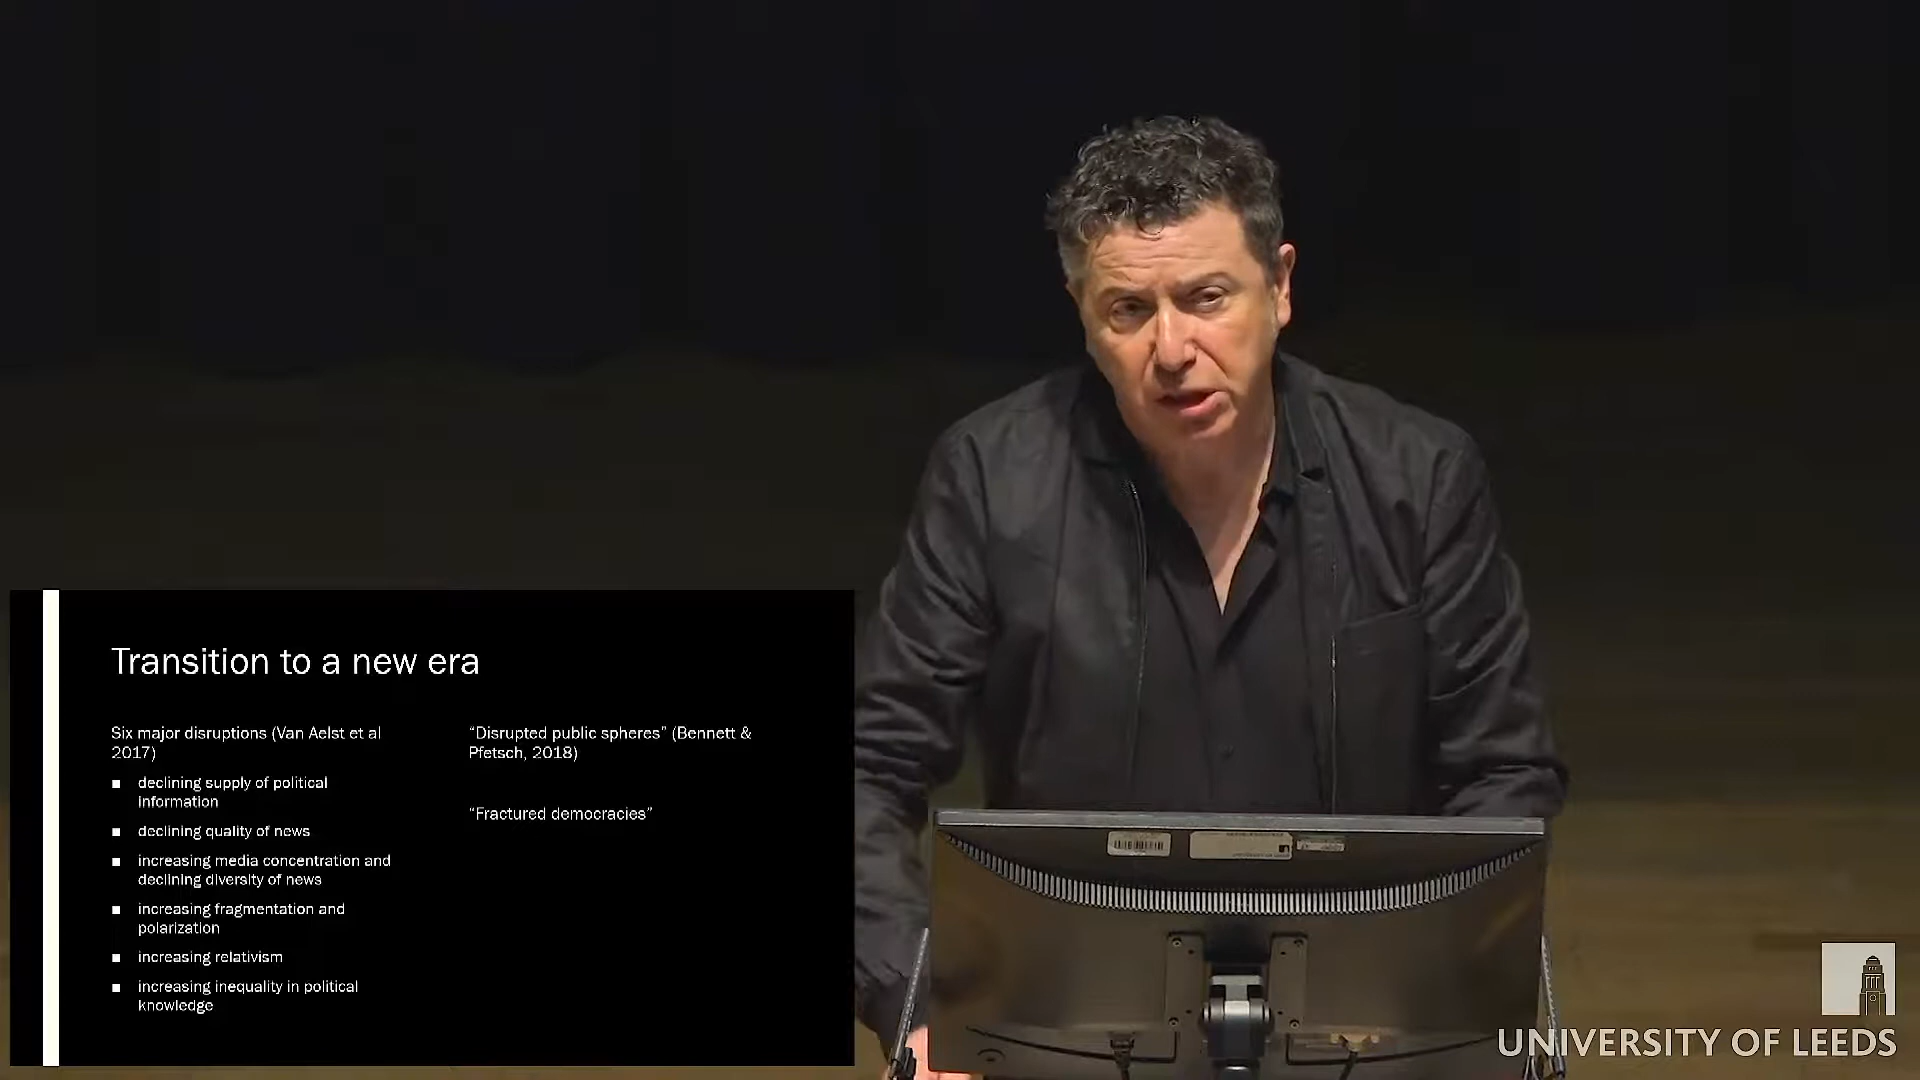 Transition to a new era
Six major disruptions (Van Aelst et al
2017)
■ declining supply of political
information
■ declining quality of news
■ increasing media concentration and
declining diversity of news
■ increasing fragmentation and
polarization
■ increasing relativism
■ increasing inequality in political
knowledge
“Disrupted public spheres” (Bennett &
Pfetsch, 2018)
“Fractured democracies”
UNIVERSITY OF LEEDS